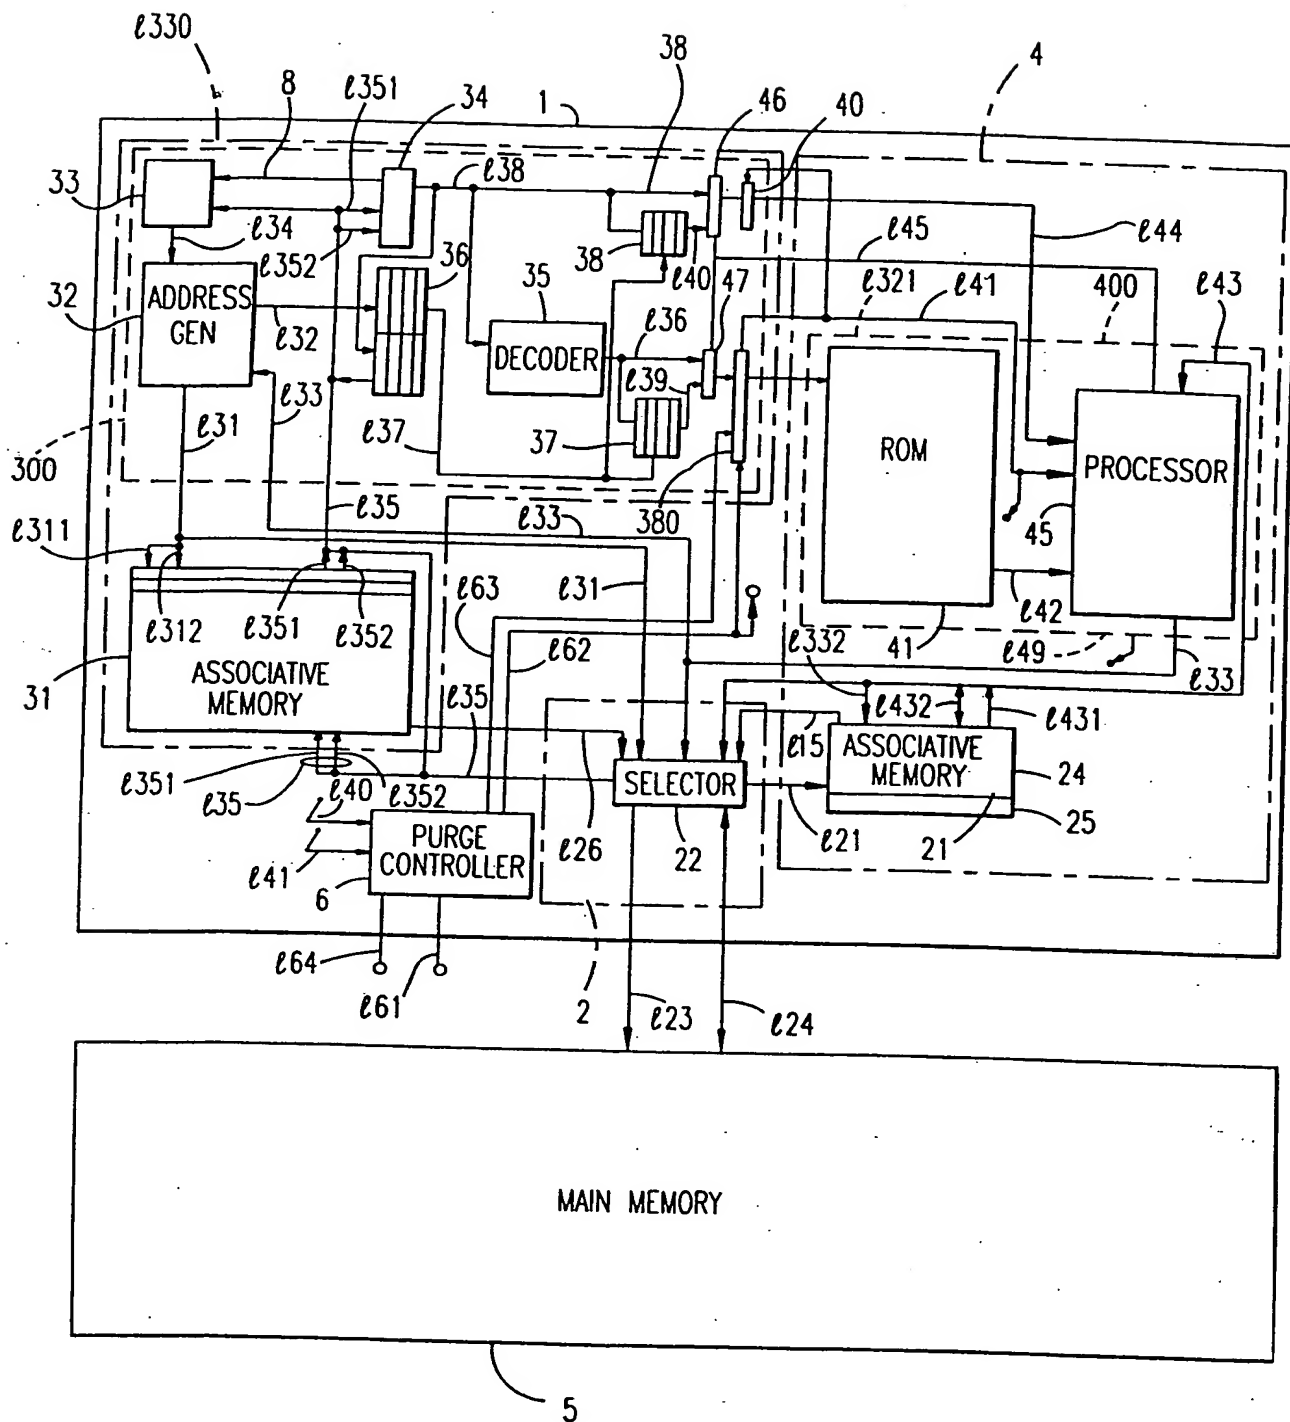 ℓ330
8
ℓ351
34
1
38
46
40
4
33
ℓ38
ℓ34
ℓ352
36
38
ℓ40
ℓ45
ℓ44
32
ADDRESS
GEN
ℓ32
35
DECODER
ℓ36
47
ℓ321
ℓ41
400
ℓ43
ℓ39
ℓ33
ℓ31
ℓ37
37
300
ROM
PROCESSOR
45
ℓ35
ℓ33
380
ℓ311
ℓ31
ℓ63
ℓ62
ℓ42
ℓ312
ℓ351
ℓ352
41
ℓ49
ℓ332
ℓ33
31
ASSOCIATIVE
MEMORY
ℓ35
ℓ432
ℓ431
ℓ15
ASSOCIATIVE
MEMORY
24
ℓ351
ℓ35
ℓ40
ℓ352
SELECTOR
22
ℓ21
21
25
ℓ41
PURGE
CONTROLLER
6
ℓ26
ℓ64
ℓ61
2
ℓ23
ℓ24
MAIN MEMORY
5